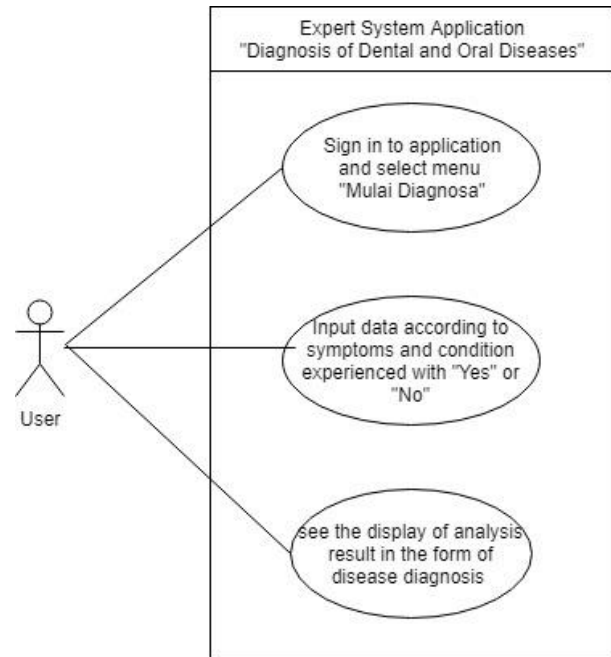 Expert System Application
"Diagnosis of Dental and Oral Diseases"
Sign in to application
and select menu
"Mulai Diagnosa"
Input data according to
symptoms and condition
experienced with "Yes" or
"No"
User
see the display of analysis
result in the form of
disease diagnosis